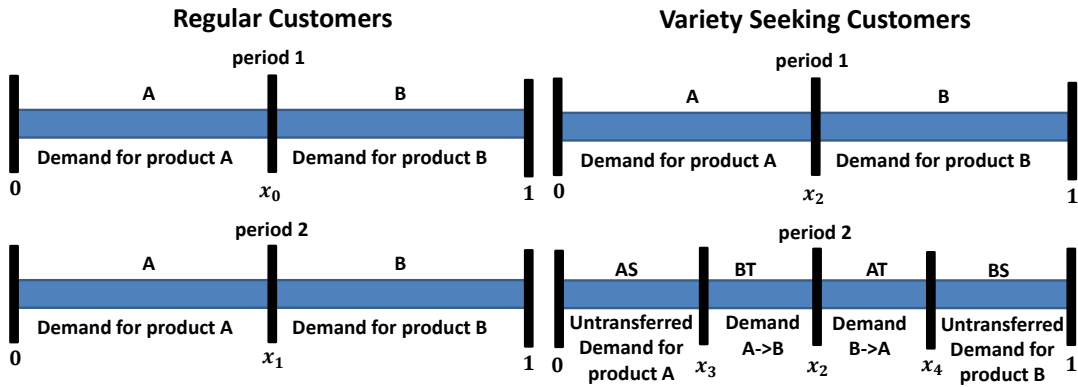 Regular Customers
period 1
A
B
Demand for product A
Demand for product B
0
x₀
1
period 2
A
B
Demand for product A
Demand for product B
0
x₁
1
Variety Seeking Customers
period 1
A
B
Demand for product A
Demand for product B
0
x₂
1
period 2
AS
BT
AT
BS
Untransferred
Demand for
product A
Demand
A->B
Demand
B->A
Untransferred
Demand for
product B
0
x₃
x₂
x₄
1